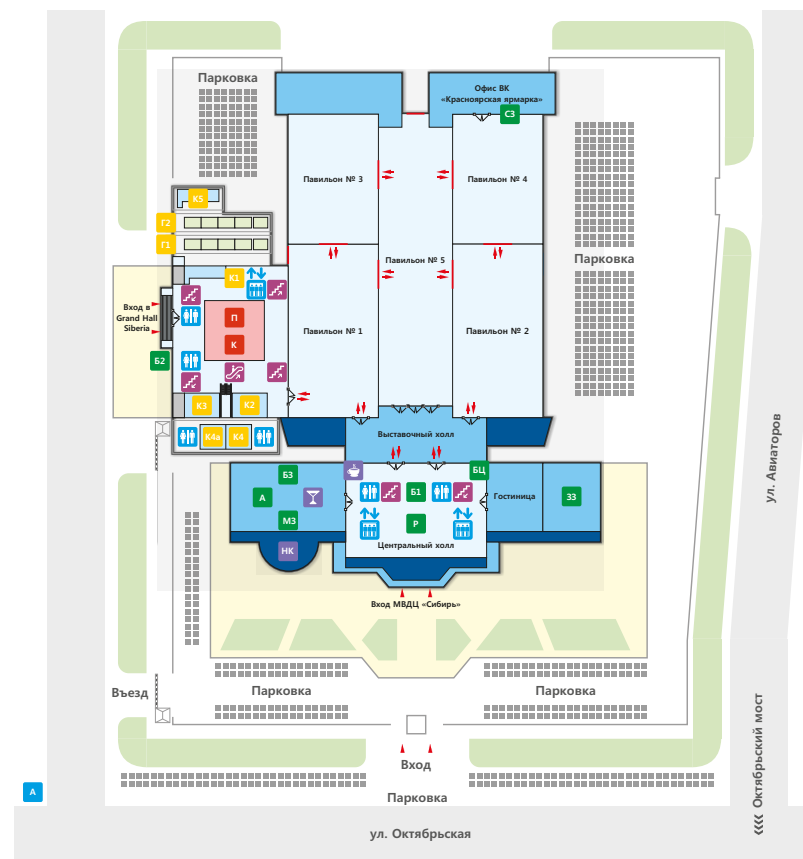 Парковка
Офис ВК
«Красноярская ярмарка»
СЗ
Павильон № 3
Павильон № 4
К5
Г2
Г1
Парковка
Павильон № 5
К1
Вход в
Grand Hall
Siberia
П
Павильон № 1
Павильон № 2
К
Б2
К3
К2
К4а
К4
Выставочный холл
ул. Авиаторов
Б3
БЦ
А
Б1
Гостиница
33
М3
Р
НК
Центральный холл
Вход МВДЦ «Сибирь»
Въезд
Парковка
Парковка
Октябрьский мост
Вход
А
Парковка
ул. Октябрьская